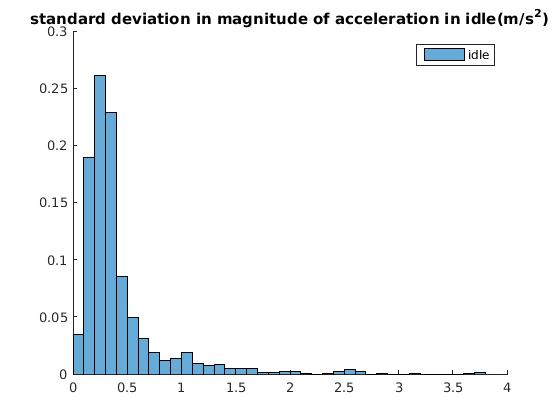 standard deviation in magnitude of acceleration in idle(m/s²)
idle
0.3
0.25
0.2
0.15
0.1
0.05
0
0 0.5 1 1.5 2 2.5 3 3.5 4